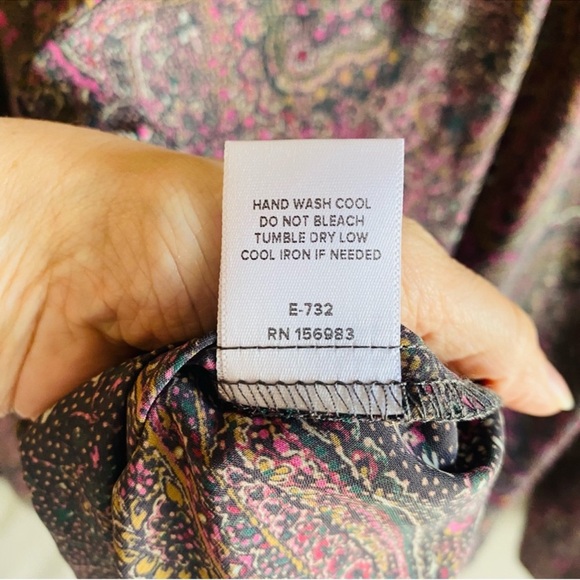 HAND WASH COOL
DO NOT BLEACH
TUMBLE DRY LOW
COOL IRON IF NEEDED
E-732
RN 156983